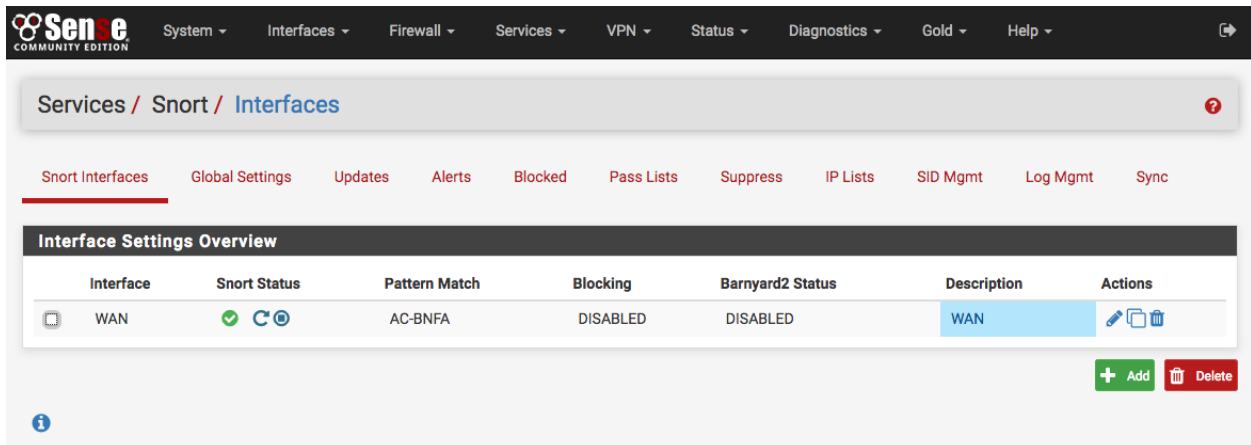 Sense
COMMUNITY EDITION
System Interfaces Firewall Services VPN Status Diagnostics Gold Help
Services / Snort / Interfaces
Snort Interfaces Global Settings Updates Alerts Blocked Pass Lists Suppress IP Lists SID Mgmt Log Mgmt Sync
Interface Settings Overview
Interface Snort Status Pattern Match Blocking Barnyard2 Status Description Actions
WAN AC-BNFA DISABLED DISABLED WAN
Add Delete